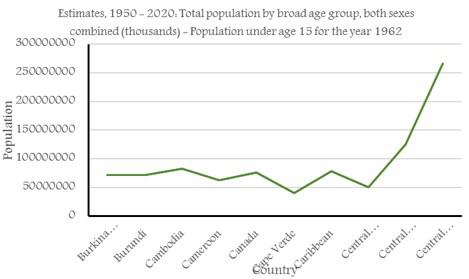 Estimates, 1950 - 2020: Total population by broad age group, both sexes
combined (thousands) - Population under age 15 for the year 1962
300000000
250000000
200000000
150000000
100000000
50000000
0
Population
Burkina...
Burundi
Cambodia
Cameroon
Canada
Cape Verde
Caribbean
Central...
Central...
Central...
Country